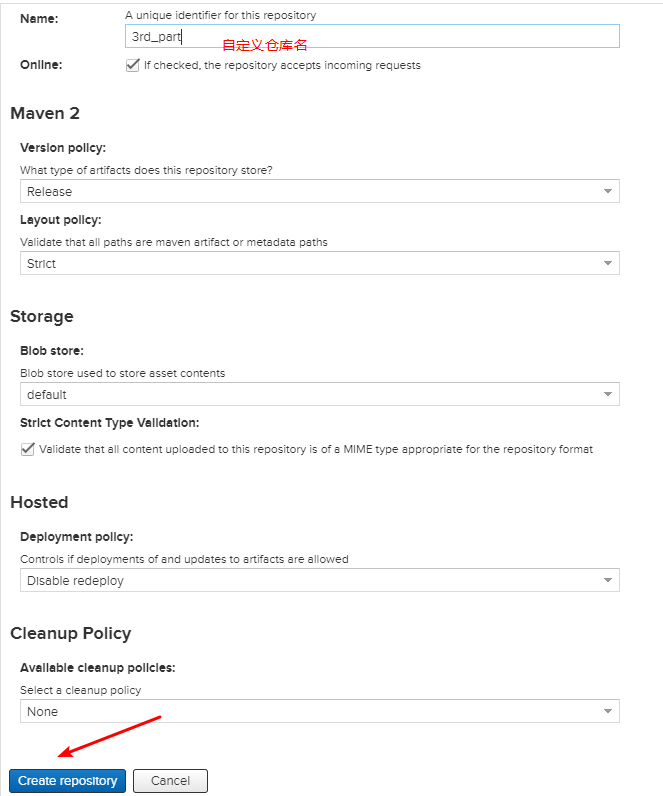 Name:
A unique identifier for this repository
3rd_part
自定义仓库名
Online:
If checked, the repository accepts incoming requests
Maven 2
Version policy:
What type of artifacts does this repository store?
Release
Layout policy:
Validate that all paths are maven artifact or metadata paths
Strict
Storage
Blob store:
Blob store used to store asset contents
default
Strict Content Type Validation:
Validate that all content uploaded to this repository is of a MIME type appropriate for the repository format
Hosted
Deployment policy:
Controls if deployments of and updates to artifacts are allowed
Disable redeploy
Cleanup Policy
Available cleanup policies:
Select a cleanup policy
None
Create repository
Cancel